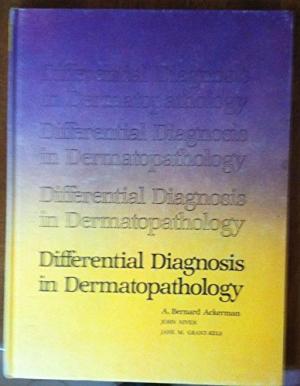 Differential Diagnosis
in Dermatopathology
Differential Diagnosis
in Dermatopathology
Differential Diagnosis
in Dermatopathology
Differential Diagnosis
in Dermatopathology
A. Bernard Ackerman
JOHN NIVEN
JANE M. GRANT-KELS